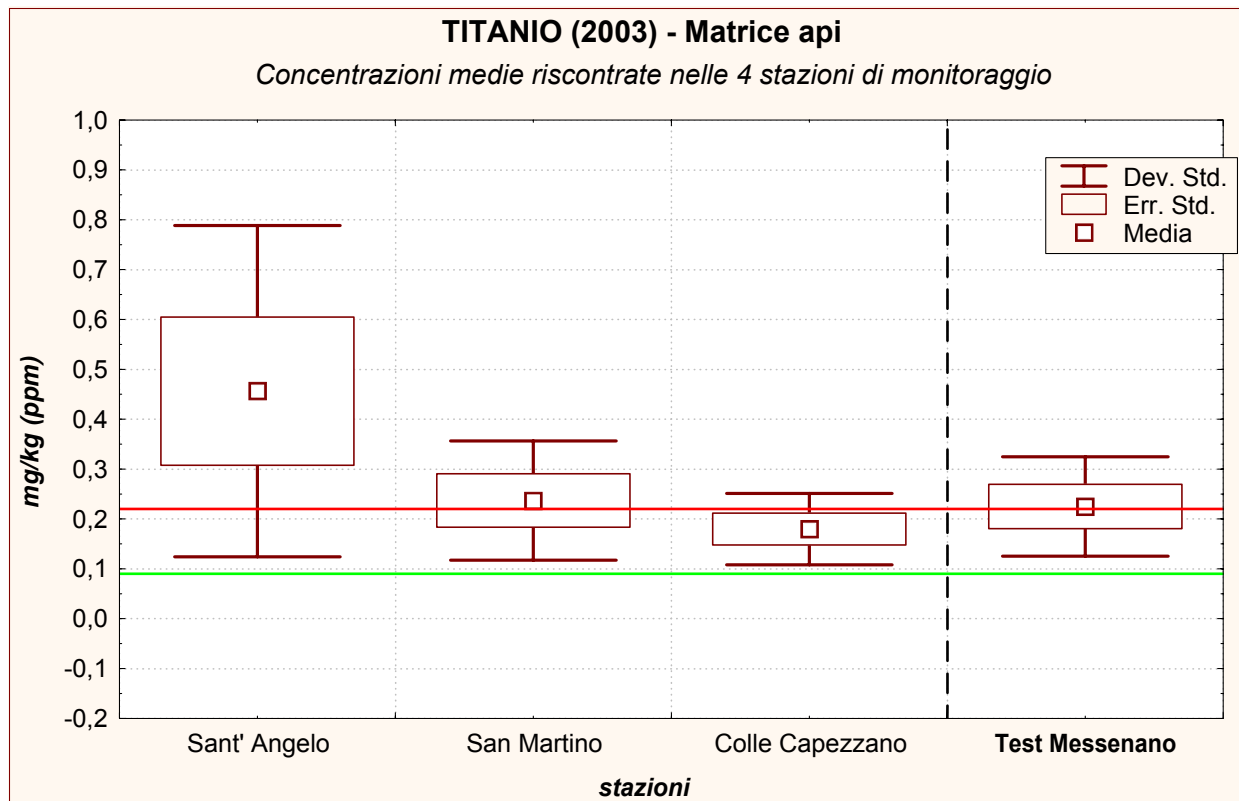 TITANIO (2003) - Matrice api
Concentrazioni medie riscontrate nelle 4 stazioni di monitoraggio
1,0
0,9
0,8
0,7
0,6
0,5
0,4
0,3
0,2
0,1
0,0
-0,1
-0,2
mg/kg (ppm)
Dev. Std.
Err. Std.
Media
Sant' Angelo
San Martino
Colle Capezzano
Test Messenano
stazioni